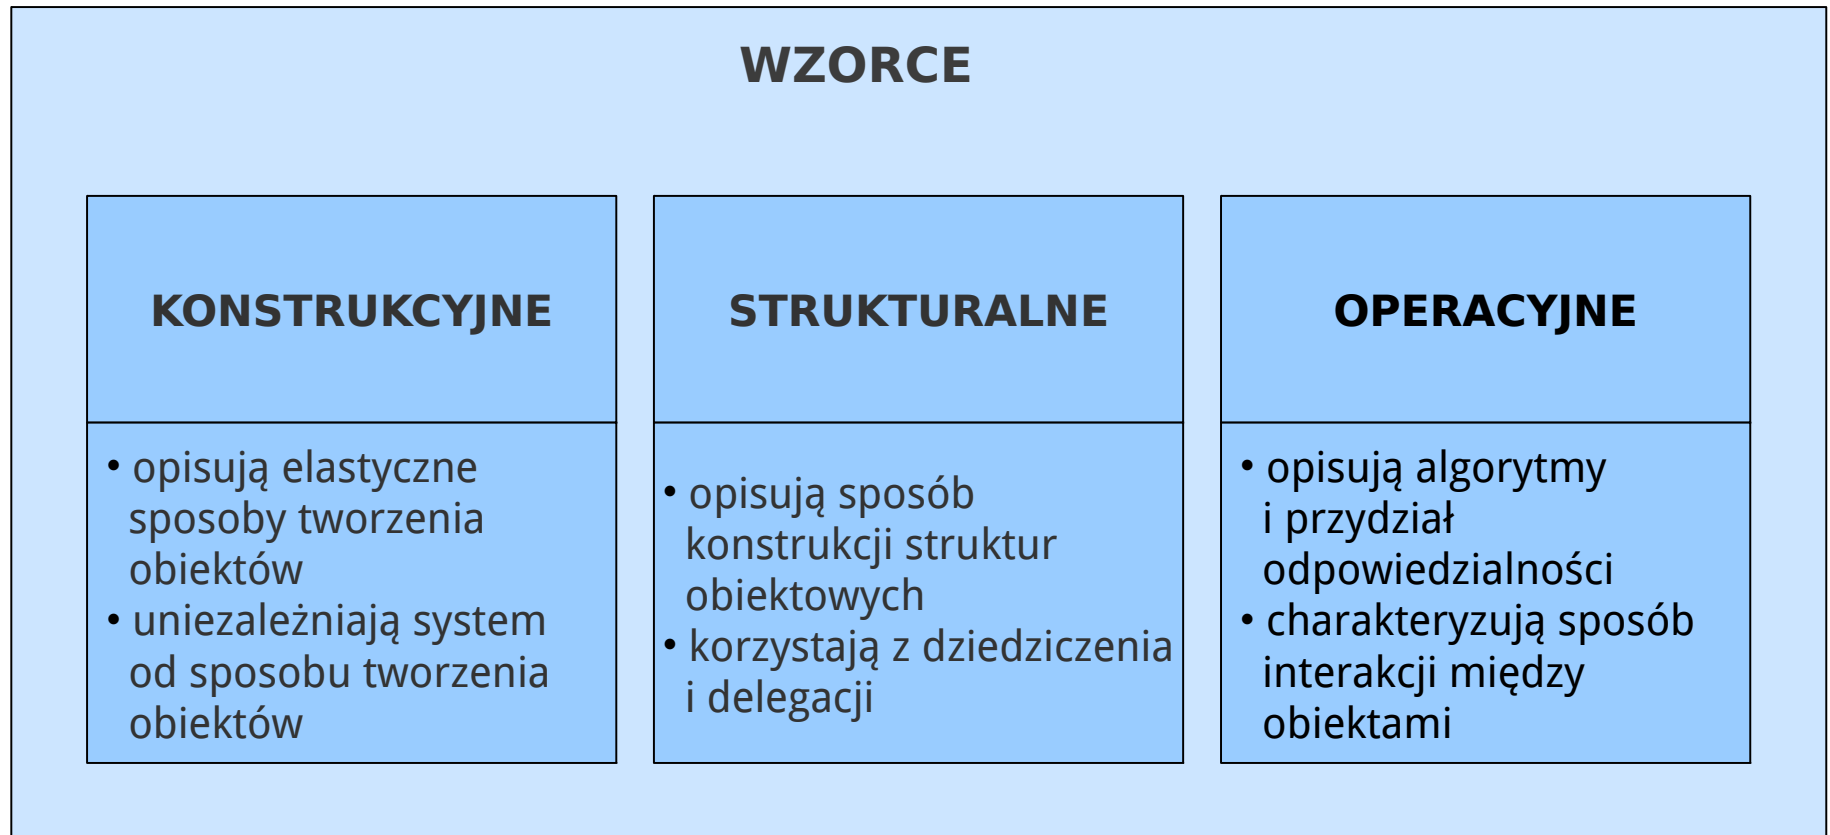 WZORCE
KONSTRUKCYJNE
• opisują elastyczne
sposoby tworzenia
obiektów
• uniezależniają system
od sposobu tworzenia
obiektów
STRUKTURALNE
• opisują sposób
konstrukcji struktur
obiektowych
• korzystają z dziedziczenia
i delegacji
OPERACYJNE
• opisują algorytmy
i przydział
odpowiedzialności
• charakteryzują sposób
interakcji między
obiektami